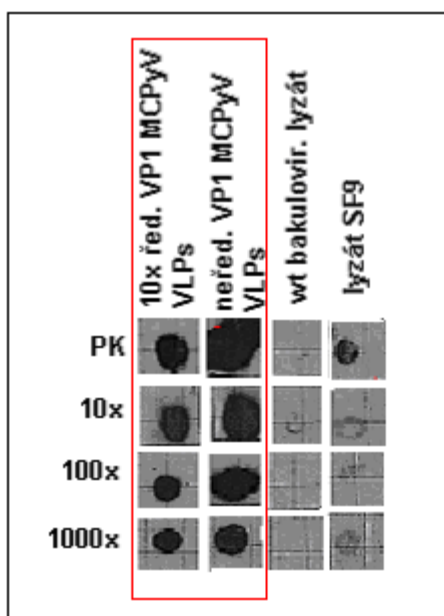 10x řed. VP1 MCPyV
VLPs
neřed. VP1 MCPyV
VLPs
wt bakulovir. lyzát
lyzát SF9
PK
10x
100x
1000x